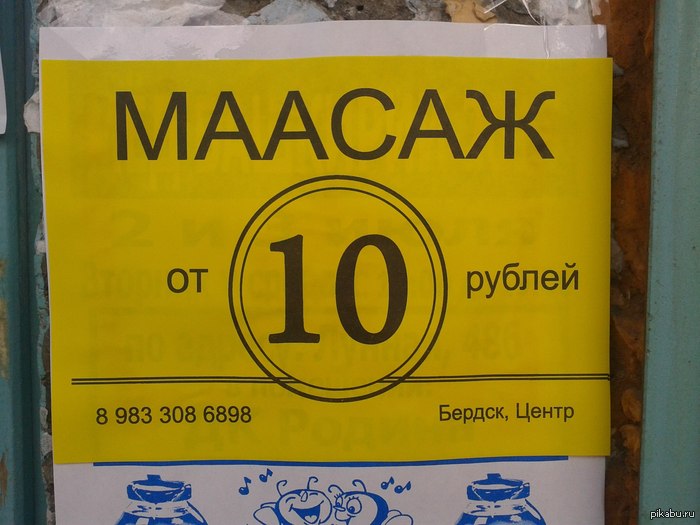 МААСАЖ
от 10 рублей
8 983 308 6898 Бердск, Центр
pikabu.ru